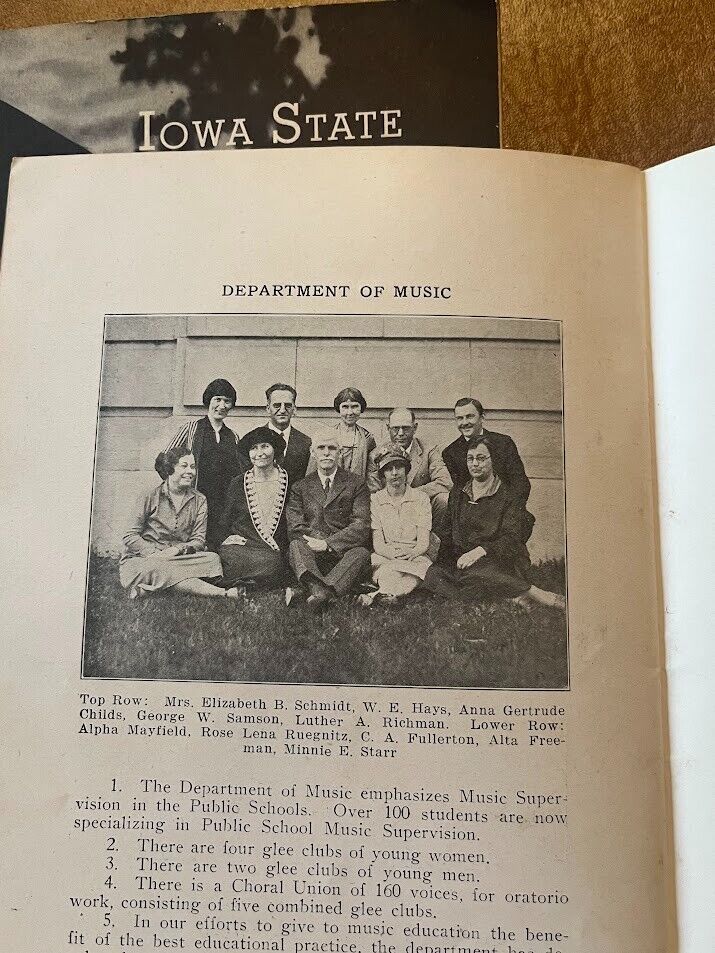 IOWA STATE
DEPARTMENT OF MUSIC
Top Row: Mrs. Elizabeth B. Schmidt, W. E. Hays, Anna Gertrude
Childs, George W. Samson, Luther A. Richman. Lower Row:
Alpha Mayfield, Rose Lena Ruegnitz, C. A. Fullerton, Alta Free-
man, Minnie E. Starr
1. The Department of Music emphasizes Music Super-
vision in the Public Schools. Over 100 students are now
specializing in Public School Music Supervision.
2. There are four glee clubs of young women.
3. There are two glee clubs of young men.
4. There is a Choral Union of 160 voices, for oratorio
work, consisting of five combined glee clubs.
5. In our efforts to give to music education the bene-
fit of the best educational practice, the department has de-